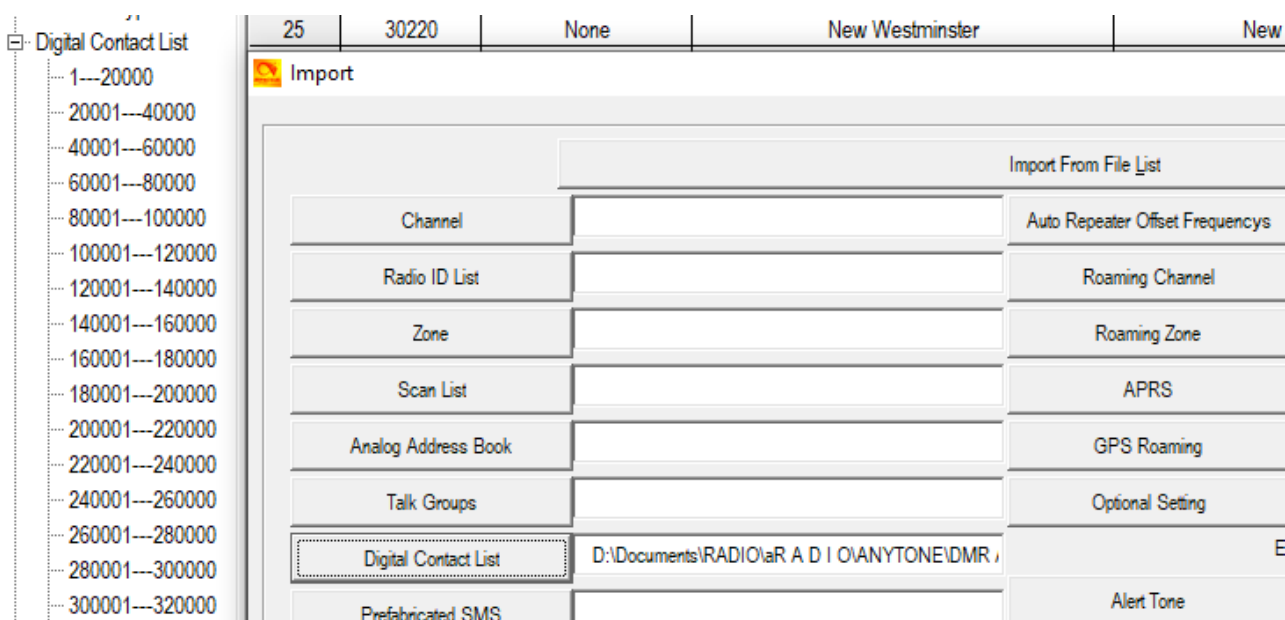 Digital Contact List
1---20000
20001---40000
40001---60000
60001---80000
80001---100000
100001---120000
120001---140000
140001---160000
160001---180000
180001---200000
200001---220000
220001---240000
240001---260000
260001---280000
280001---300000
300001---320000
25 30220 None New Westminster New
Import
Import From File List
Channel Auto Repeater Offset Frequencys
Radio ID List Roaming Channel
Zone Roaming Zone
Scan List APRS
Analog Address Book GPS Roaming
Talk Groups Optional Setting
Digital Contact List D:\Documents\RADIO\aR A D I O\ANYTONE\DMR E
Prefabricated SMS Alert Tone